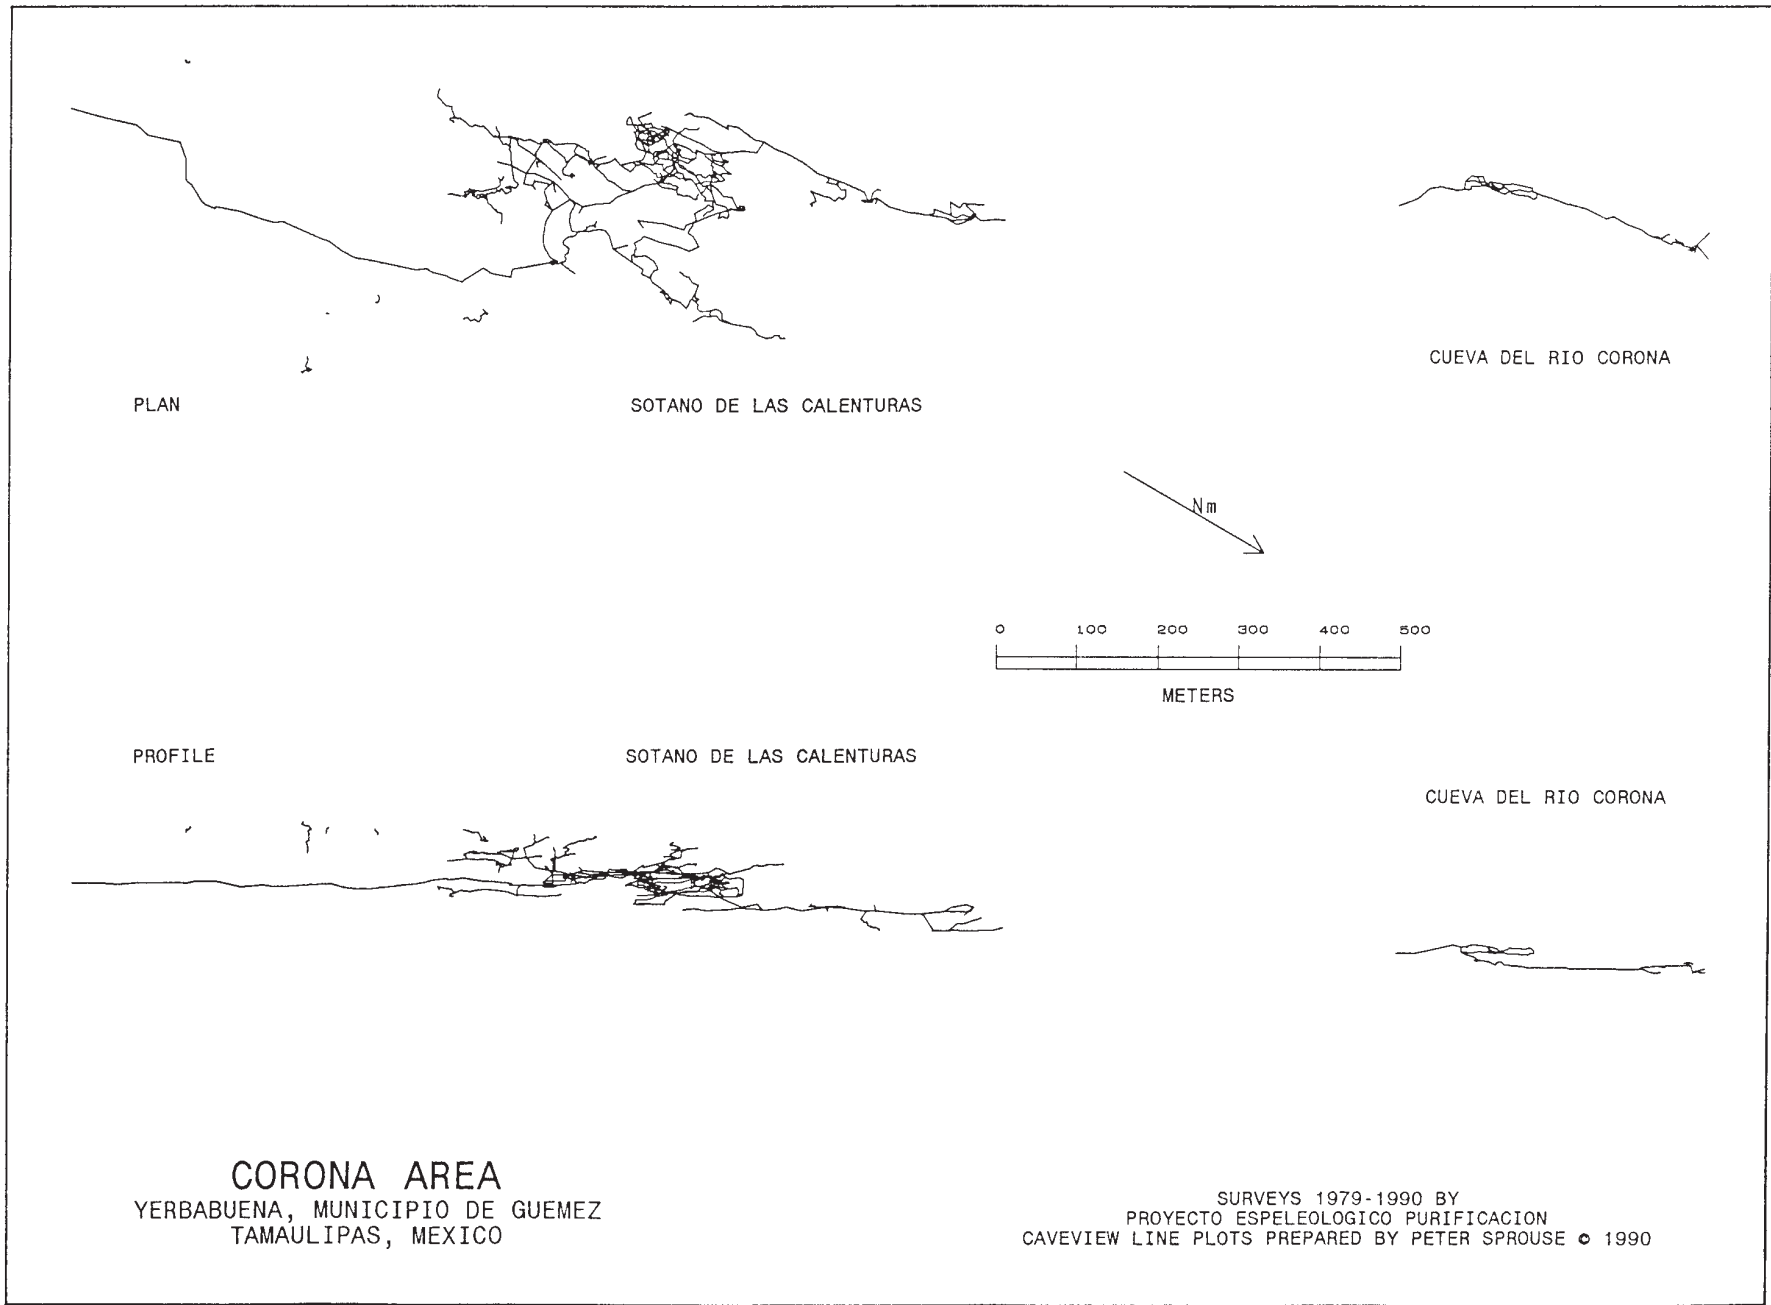 CUEVA DEL RIO CORONA
PLAN
SOTANO DE LAS CALENTURAS
Nm
0 100 200 300 400 500
METERS
PROFILE
SOTANO DE LAS CALENTURAS
CUEVA DEL RIO CORONA
CORONA AREA
YERBABUENA, MUNICIPIO DE GUEMEZ
TAMAULIPAS, MEXICO
SURVEYS 1979-1990 BY
PROYECTO ESPELEOLOGICO PURIFICACION
CAVEVIEW LINE PLOTS PREPARED BY PETER SPROUSE © 1990